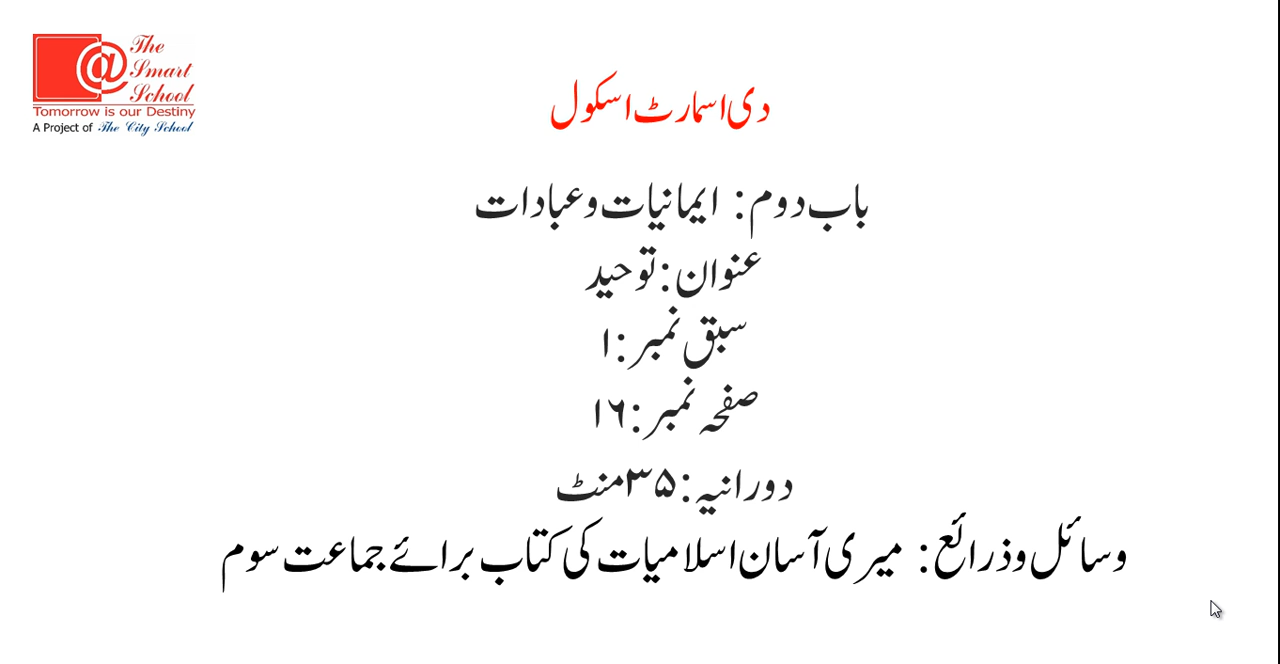 The
Smart
School
Tomorrow is our Destiny
A Project of The City School
دی اسمارٹ اسکول
باب دوم: ایمانیات و عبادات
عنوان: توحید
سبق نمبر: ۱
صفحہ نمبر: ۱۶
دورانیہ: ۳۵ منٹ
وسائل و ذرائع: میری آسان اسلامیات کی کتاب برائے جماعت سوم